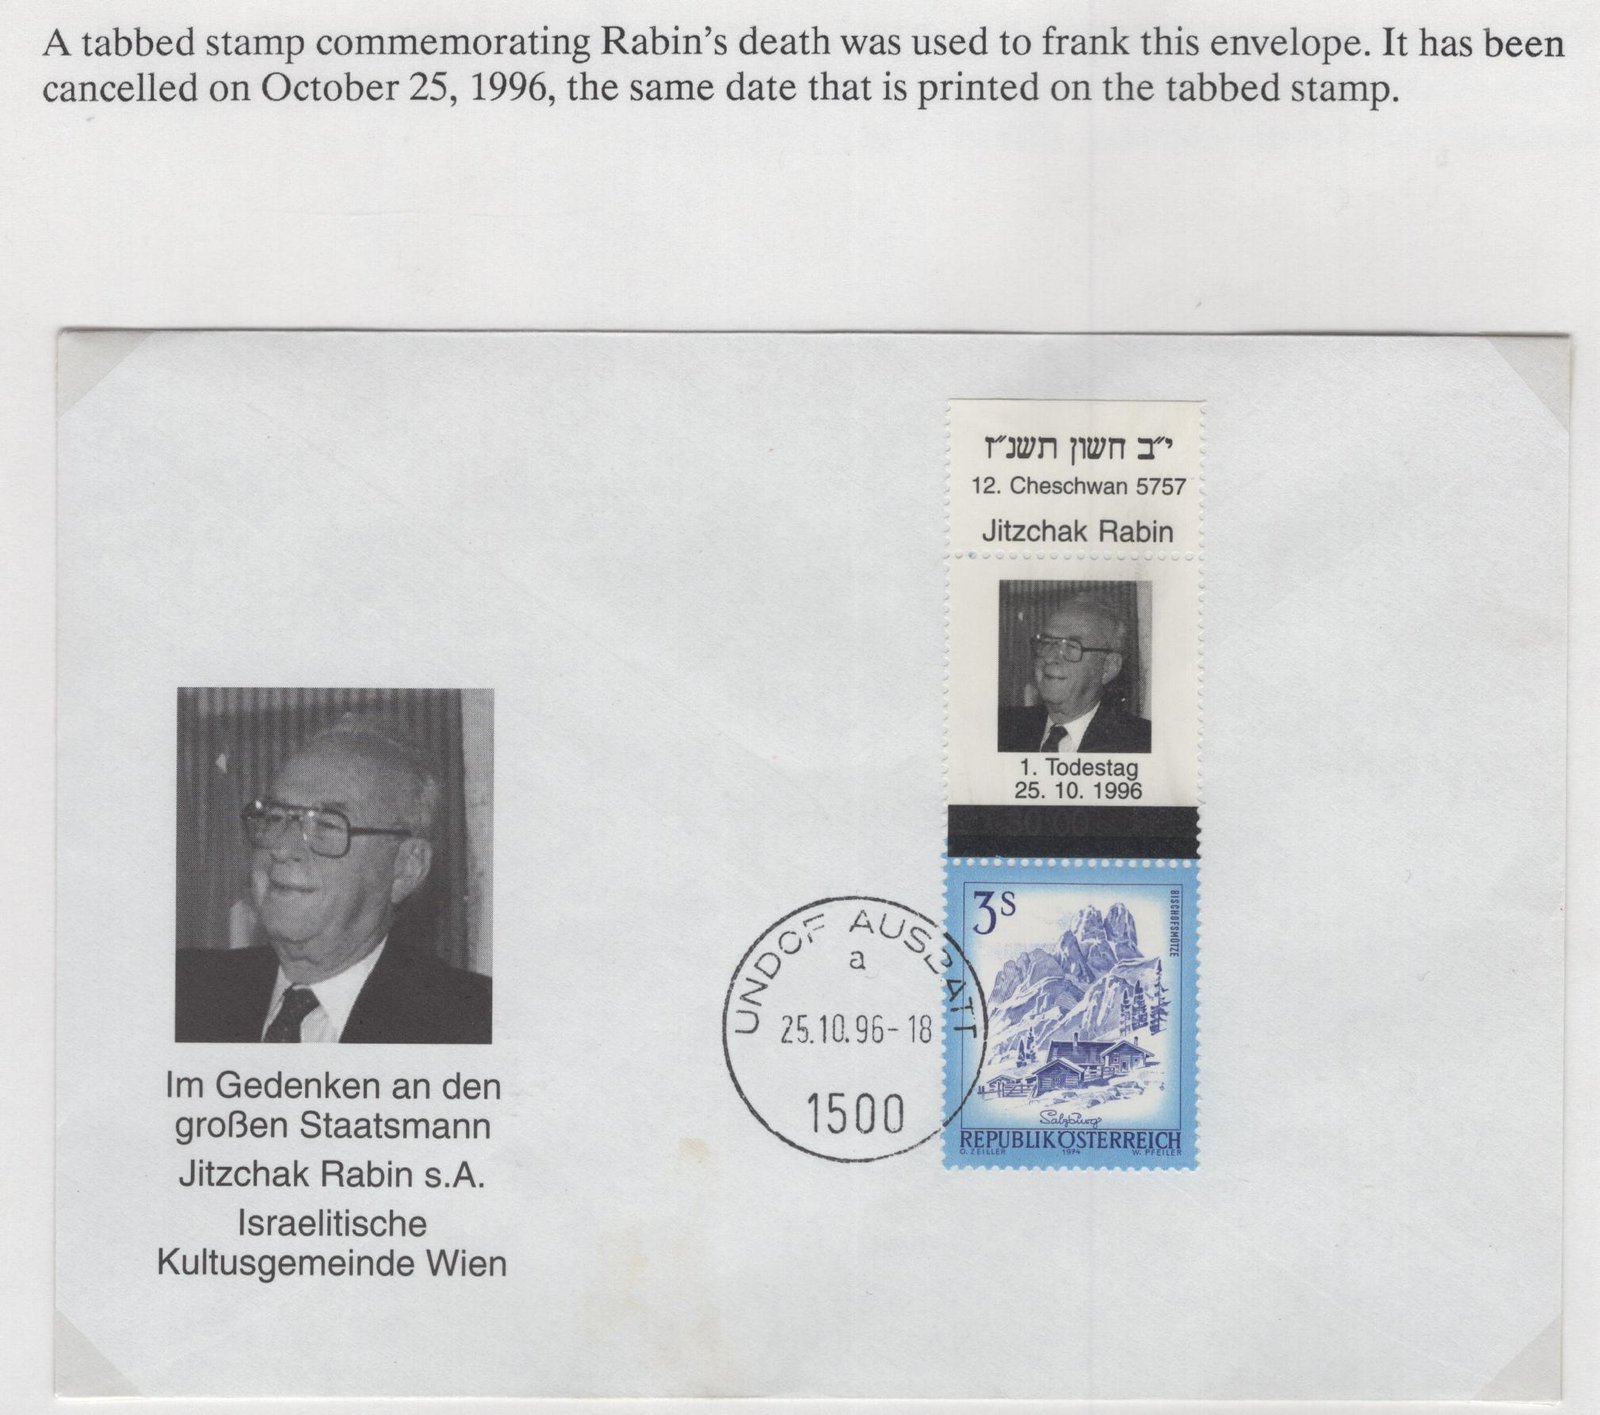 A tabbed stamp commemorating Rabin's death was used to frank this envelope. It has been
cancelled on October 25, 1996, the same date that is printed on the tabbed stamp.
י״ב חשון תשנ״ז
12. Cheschwan 5757
Jitzchak Rabin
1. Todestag
25. 10. 1996
3S
BISCHOFSMÜTZE
Salzburg
REPUBLIK ÖSTERREICH
O. ZEILLER 1974 W. PFEILER
UNDOF AUSBATT
a
25.10.96-18
1500
Im Gedenken an den
großen Staatsmann
Jitzchak Rabin s.A.
Israelitische
Kultusgemeinde Wien